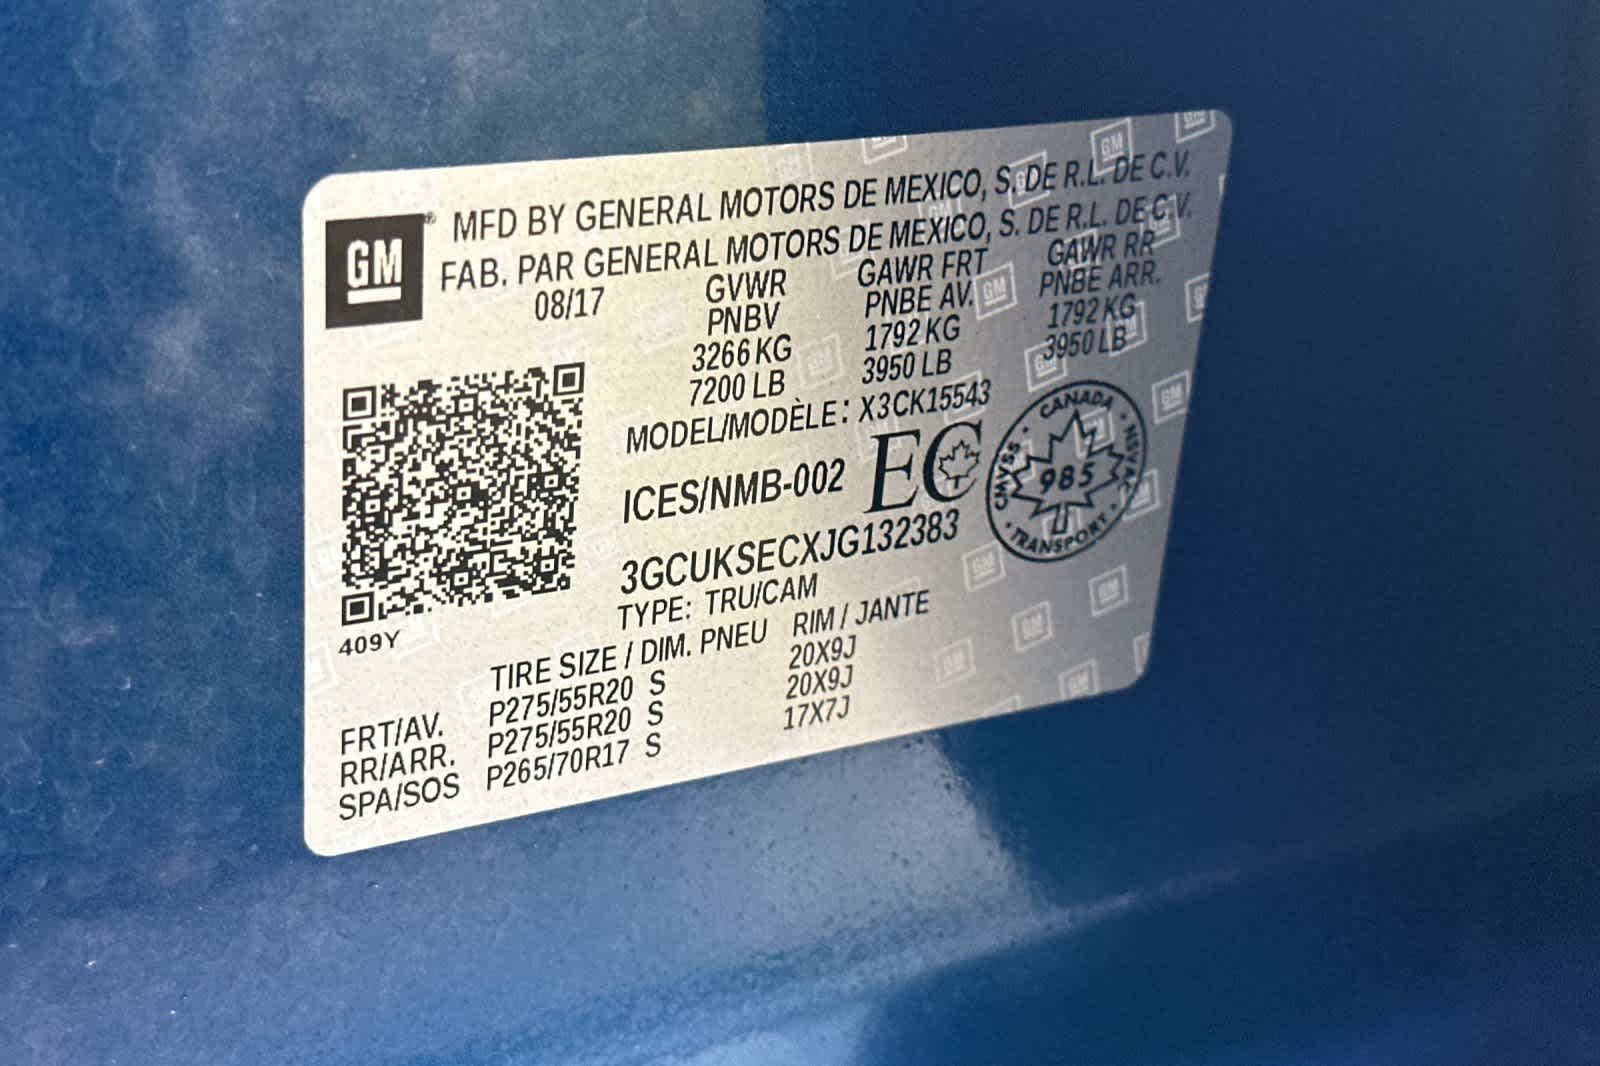 GM®
MFD BY GENERAL MOTORS DE MEXICO, S. DE R.L. DE C.V.
FAB. PAR GENERAL MOTORS DE MEXICO, S. DE R.L. DE C.V.
08/17 GVWR GAWR FRT GAWR RR
PNBV PNBE AV. PNBE ARR.
3266 KG 1792 KG 1792 KG
7200 LB 3950 LB 3950 LB
MODEL/MODÈLE: X3CK15543
ICES/NMB-002 EC
CANADA · NSVAC · TRANSPORT · CMVSS ·
985
3GCUKSECXJG132383
TYPE: TRU/CAM
409Y
TIRE SIZE / DIM. PNEU RIM / JANTE
FRT/AV. P275/55R20 S 20X9J
RR/ARR. P275/55R20 S 20X9J
SPA/SOS P265/70R17 S 17X7J